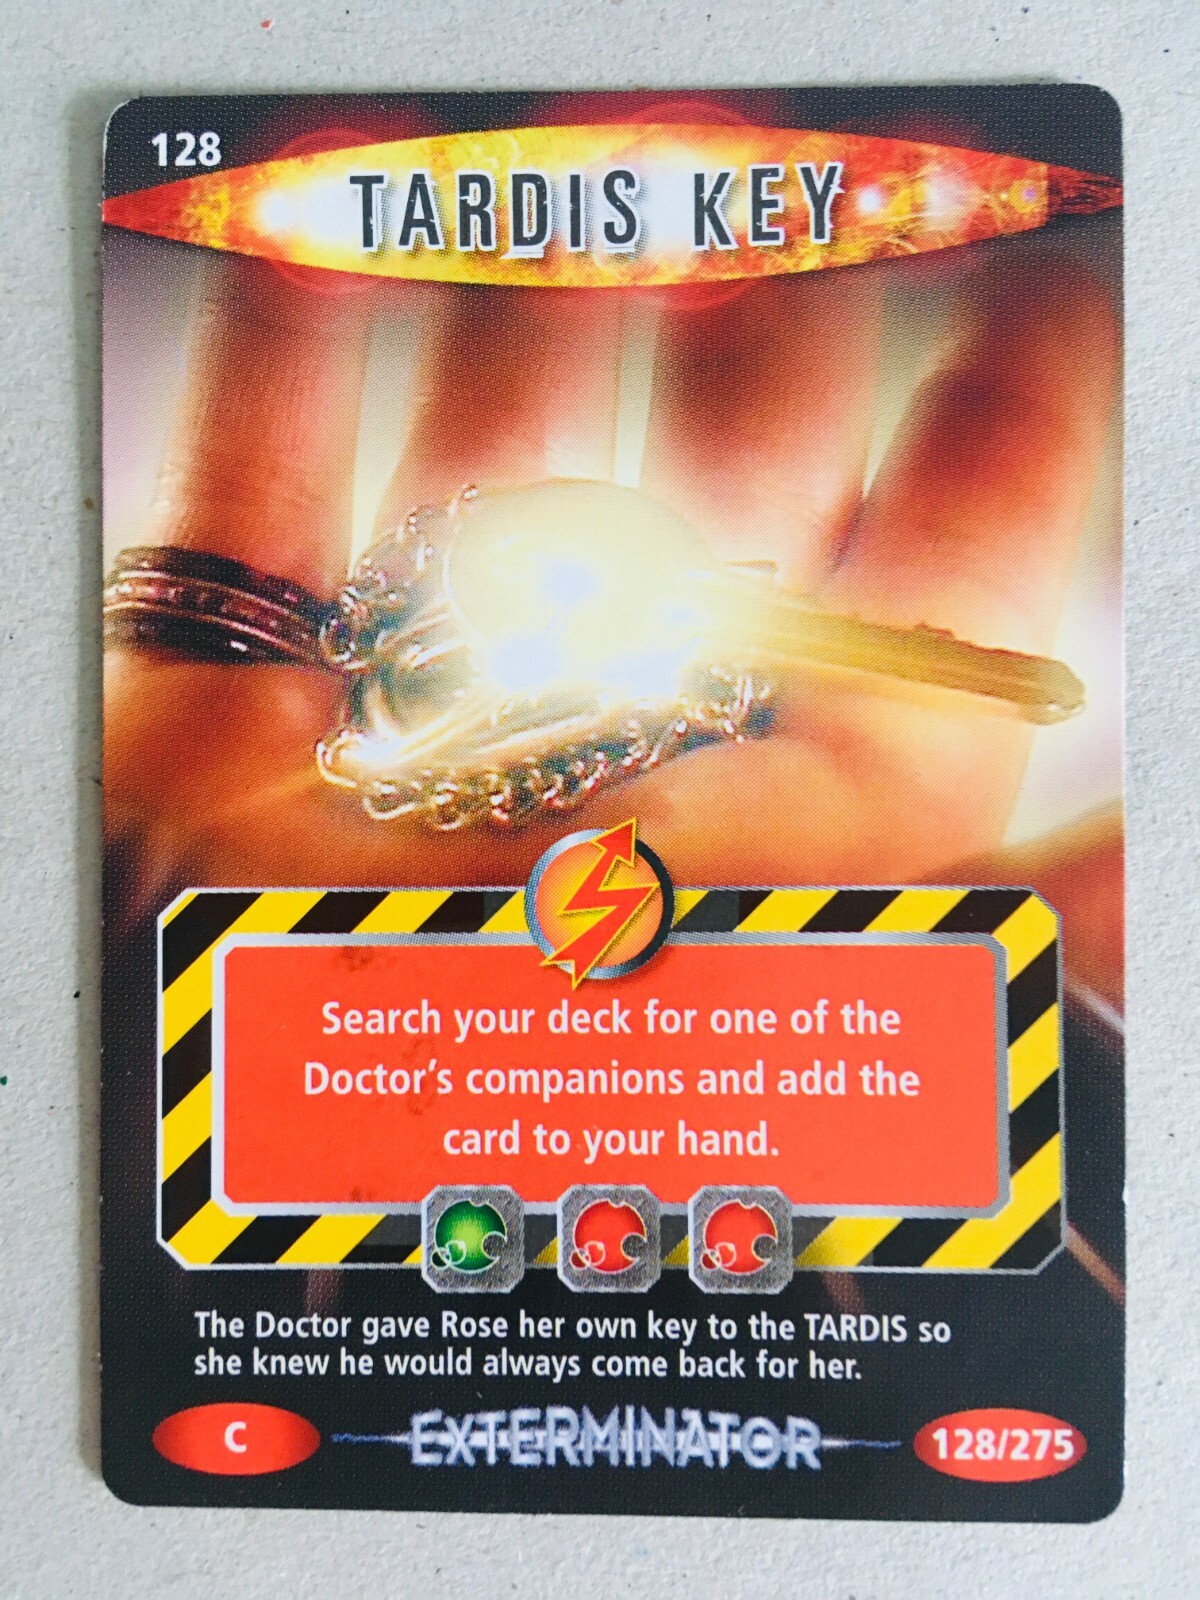 128
TARDIS KEY
Search your deck for one of the
Doctor's companions and add the
card to your hand.
The Doctor gave Rose her own key to the TARDIS so
she knew he would always come back for her.
C
EXTERMINATOR
128/275